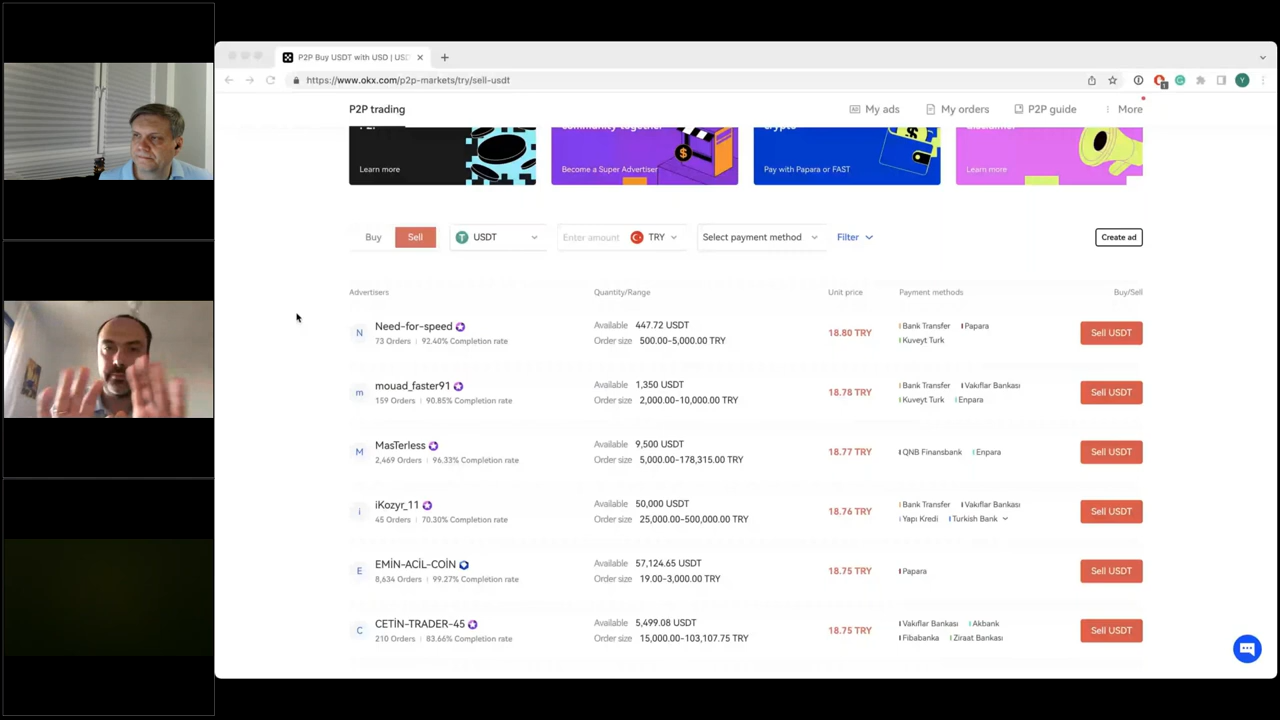 P2P Buy USDT with USD | USD
https://www.okx.com/p2p-markets/try/sell-usdt
1
Y
P2P trading
My ads
My orders
P2P guide
More
P2P
community together
crypto
disclaimer
Learn more
Become a Super Advertiser
Pay with Papara or FAST
Learn more
Buy
Sell
USDT
Enter amount
TRY
Select payment method
Filter
Create ad
Advertisers
Quantity/Range
Unit price
Payment methods
Buy/Sell
N
Need-for-speed
73 Orders | 92.40% Completion rate
Available 447.72 USDT
Order size 500.00-5,000.00 TRY
18.80 TRY
Bank Transfer Papara
Kuveyt Turk
Sell USDT
m
mouad_faster91
159 Orders | 90.85% Completion rate
Available 1,350 USDT
Order size 2,000.00-10,000.00 TRY
18.78 TRY
Bank Transfer Vakıflar Bankası
Kuveyt Turk Enpara
Sell USDT
M
MasTerless
2,469 Orders | 96.33% Completion rate
Available 9,500 USDT
Order size 5,000.00-178,315.00 TRY
18.77 TRY
QNB Finansbank Enpara
Sell USDT
i
iKozyr_11
45 Orders | 70.30% Completion rate
Available 50,000 USDT
Order size 25,000.00-500,000.00 TRY
18.76 TRY
Bank Transfer Vakıflar Bankası
Yapı Kredi Turkish Bank
Sell USDT
E
EMİN-ACİL-COİN
8,634 Orders | 99.27% Completion rate
Available 57,124.65 USDT
Order size 19.00-3,000.00 TRY
18.75 TRY
Papara
Sell USDT
C
CETİN-TRADER-45
210 Orders | 83.66% Completion rate
Available 5,499.08 USDT
Order size 15,000.00-103,107.75 TRY
18.75 TRY
Vakıflar Bankası Akbank
Fibabanka Ziraat Bankası
Sell USDT